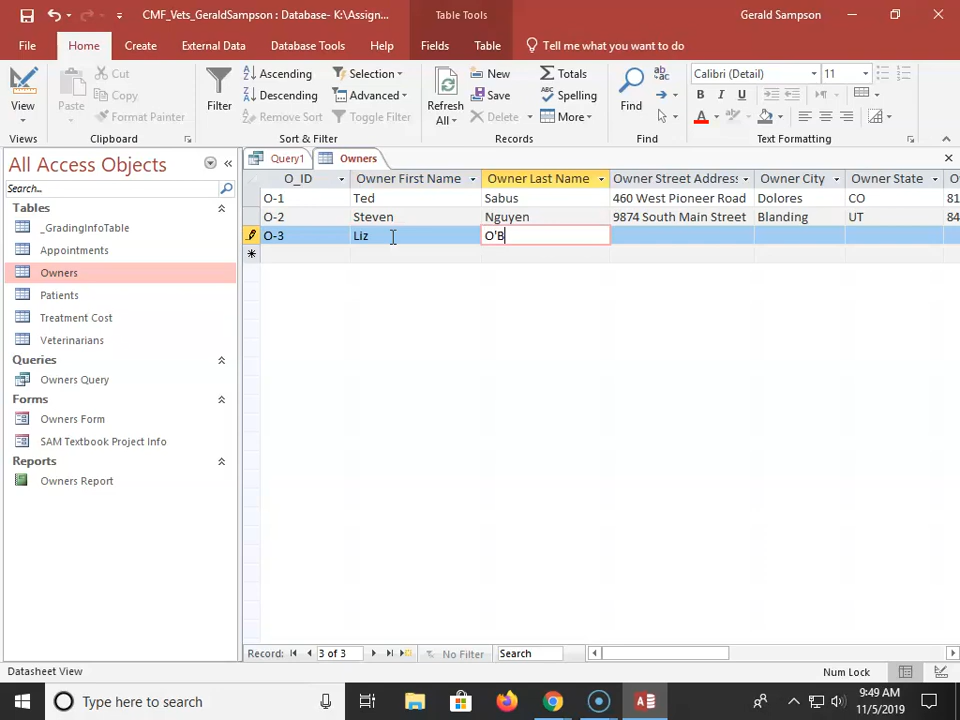 CMF_Vets_GeraldSampson : Database- K:\Assign...
Table Tools
Gerald Sampson
File
Home
Create
External Data
Database Tools
Help
Fields
Table
Tell me what you want to do
View
Views
Paste
Cut
Copy
Format Painter
Clipboard
Filter
Ascending
Descending
Remove Sort
Selection
Advanced
Toggle Filter
Sort & Filter
Refresh
All
New
Save
Delete
Totals
Spelling
More
Records
Find
Find
Calibri (Detail)
11
B I U
A
Text Formatting
All Access Objects
Search...
Tables
_GradingInfoTable
Appointments
Owners
Patients
Treatment Cost
Veterinarians
Queries
Owners Query
Forms
Owners Form
SAM Textbook Project Info
Reports
Owners Report
Query1
Owners
O_ID Owner First Name Owner Last Name Owner Street Address Owner City Owner State O
O-1 Ted Sabus 460 West Pioneer Road Dolores CO 81
O-2 Steven Nguyen 9874 South Main Street Blanding UT 84
O-3 Liz O'B
Record: 3 of 3 No Filter Search
Datasheet View
Num Lock
Type here to search
9:49 AM
11/5/2019